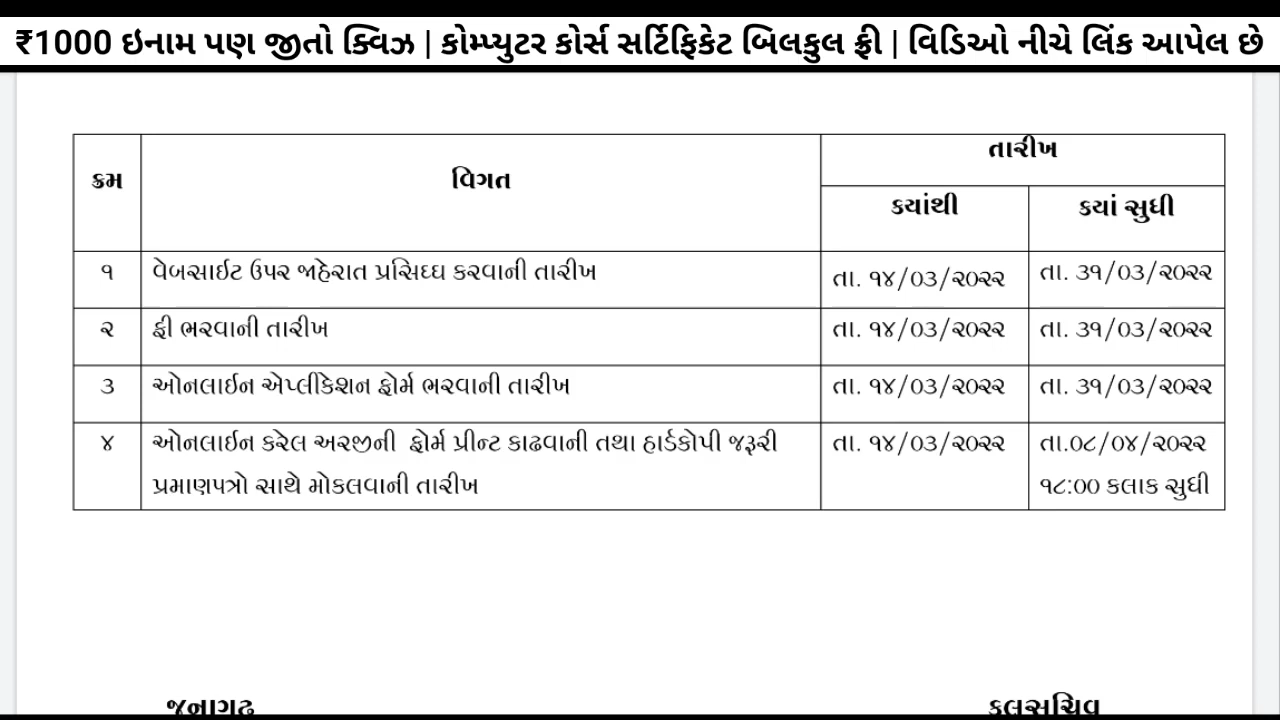 ₹1000 ઇનામ પણ જીતો ક્વિઝ | કોમ્પ્યુટર કોર્સ સર્ટિફિકેટ બિલકુલ ફ્રી | વિડિઓ નીચે લિંક આપેલ છે
ક્રમ વિગત તારીખ
કયાંથી કયાં સુધી
૧ વેબસાઈટ ઉપર જાહેરાત પ્રસિધ્ધ કરવાની તારીખ તા. ૧૪/૦૩/૨૦૨૨ તા. ૩૧/૦૩/૨૦૨૨
૨ ફી ભરવાની તારીખ તા. ૧૪/૦૩/૨૦૨૨ તા. ૩૧/૦૩/૨૦૨૨
૩ ઓનલાઈન એપ્લીકેશન ફોર્મ ભરવાની તારીખ તા. ૧૪/૦૩/૨૦૨૨ તા. ૩૧/૦૩/૨૦૨૨
૪ ઓનલાઈન કરેલ અરજીની ફોર્મ પ્રીન્ટ કાઢવાની તથા હાર્ડકોપી જરૂરી તા. ૧૪/૦૩/૨૦૨૨ તા.૦૮/૦૪/૨૦૨૨
પ્રમાણપત્રો સાથે મોકલવાની તારીખ ૧૮:૦૦ કલાક સુધી
જૂનાગઢ કુલસચિવ